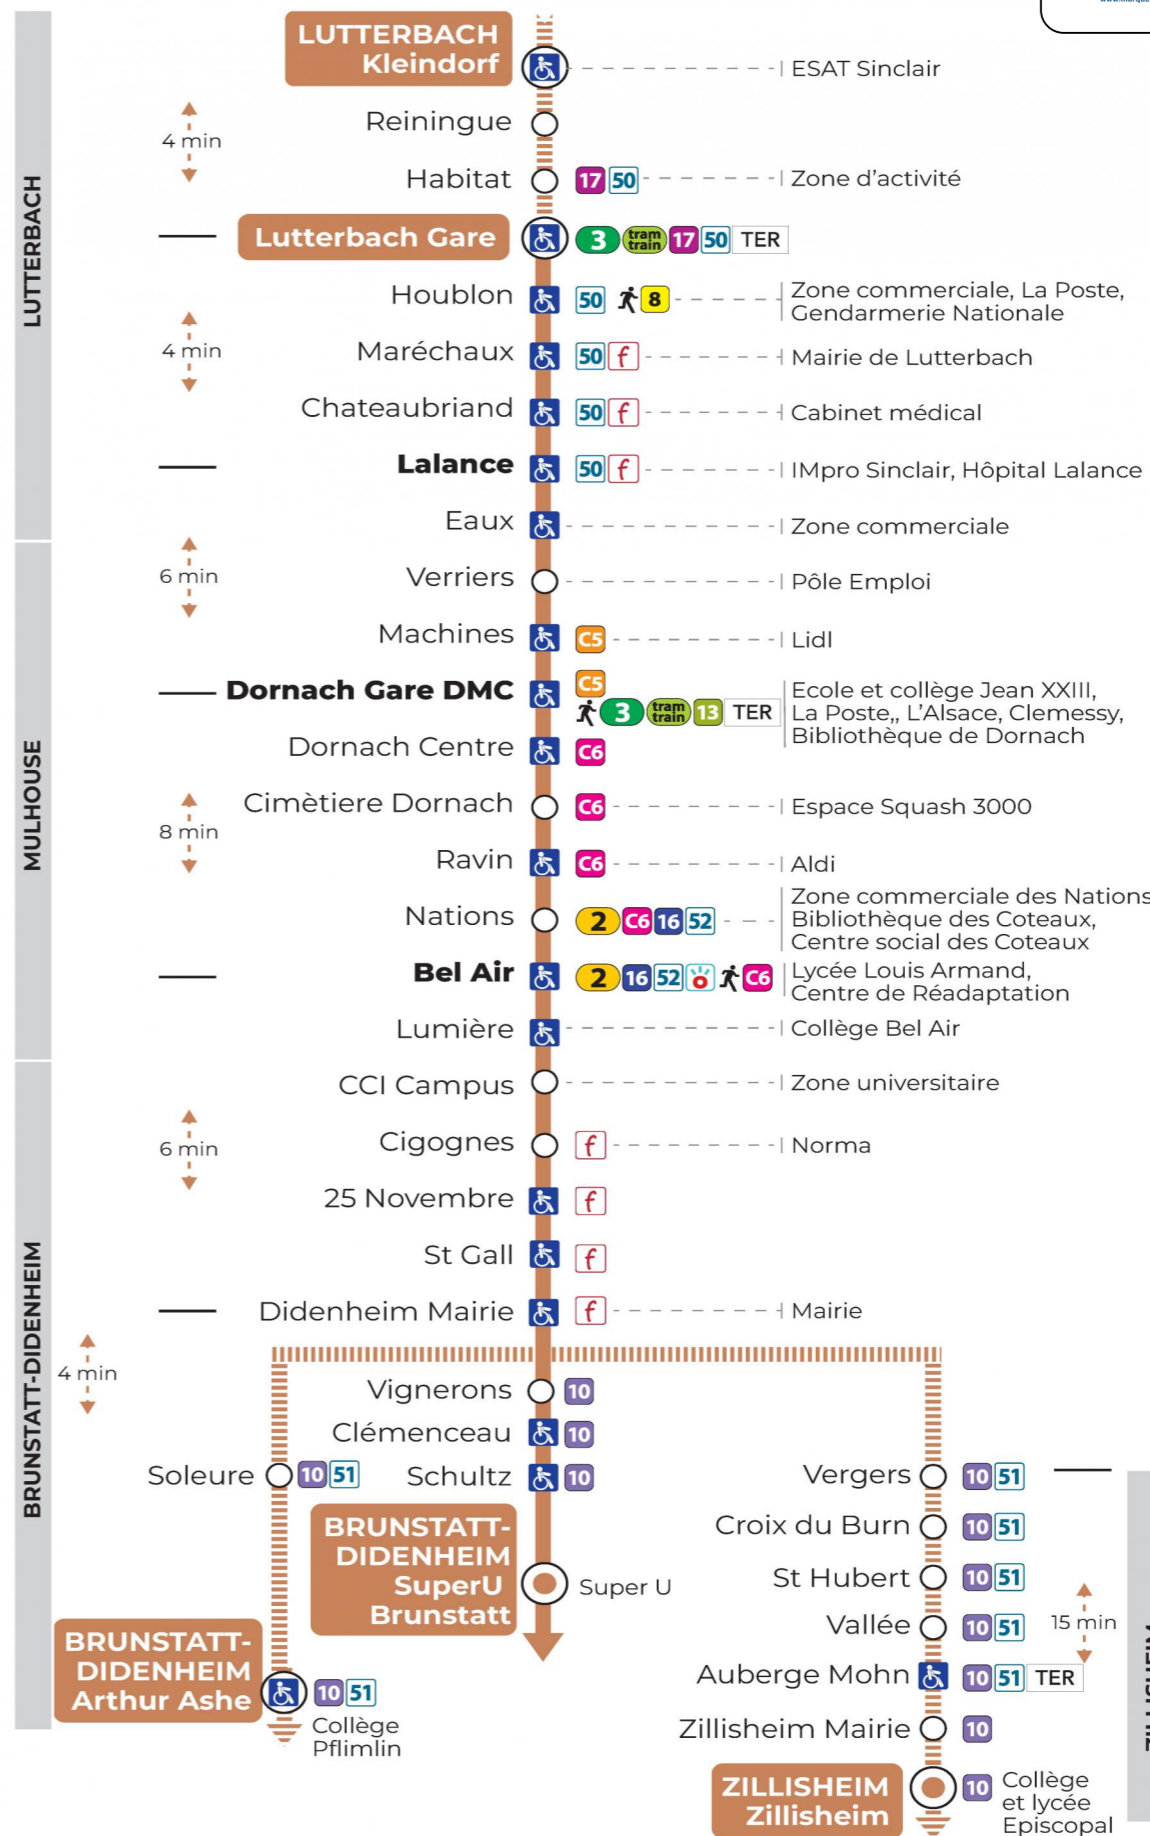 LUTTERBACH
Kleindorf
ESAT Sinclair
Reiningue
4 min
Habitat 17 50 Zone d'activité
Lutterbach Gare 3 tram train 17 50 TER
LUTTERBACH
Houblon 50 8 Zone commerciale, La Poste,
Gendarmerie Nationale
4 min
Maréchaux 50 f Mairie de Lutterbach
Chateaubriand 50 f Cabinet médical
Lalance 50 f IMpro Sinclair, Hôpital Lalance
Eaux Zone commerciale
6 min
Verriers Pôle Emploi
Machines C5 Lidl
Dornach Gare DMC C5
3 tram train 13 TER
Ecole et collège Jean XXIII,
La Poste,, L'Alsace, Clemessy,
Bibliothèque de Dornach
Dornach Centre C6
MULHOUSE
Cimètiere Dornach C6 Espace Squash 3000
8 min
Ravin C6 Aldi
Nations 2 C6 16 52
Zone commerciale des Nations
Bibliothèque des Coteaux,
Centre social des Coteaux
Bel Air 2 16 52 C6
Lycée Louis Armand,
Centre de Réadaptation
Lumière Collège Bel Air
CCI Campus Zone universitaire
Cigognes f Norma
6 min
25 Novembre f
St Gall f
Didenheim Mairie f Mairie
BRUNSTATT-DIDENHEIM
4 min
Vignerons 10
Clémenceau 10
Schultz 10
BRUNSTATT-
DIDENHEIM
SuperU
Brunstatt
Super U
Soleure 10 51
BRUNSTATT-
DIDENHEIM
Arthur Ashe
10 51
Collège
Pflimlin
Vergers 10 51
Croix du Burn 10 51
St Hubert 10 51
Vallée 10 51
15 min
Auberge Mohn 10 51 TER
Zillisheim Mairie 10
ZILLISHEIM
Zillisheim
10 Collège
et lycée
Episcopal